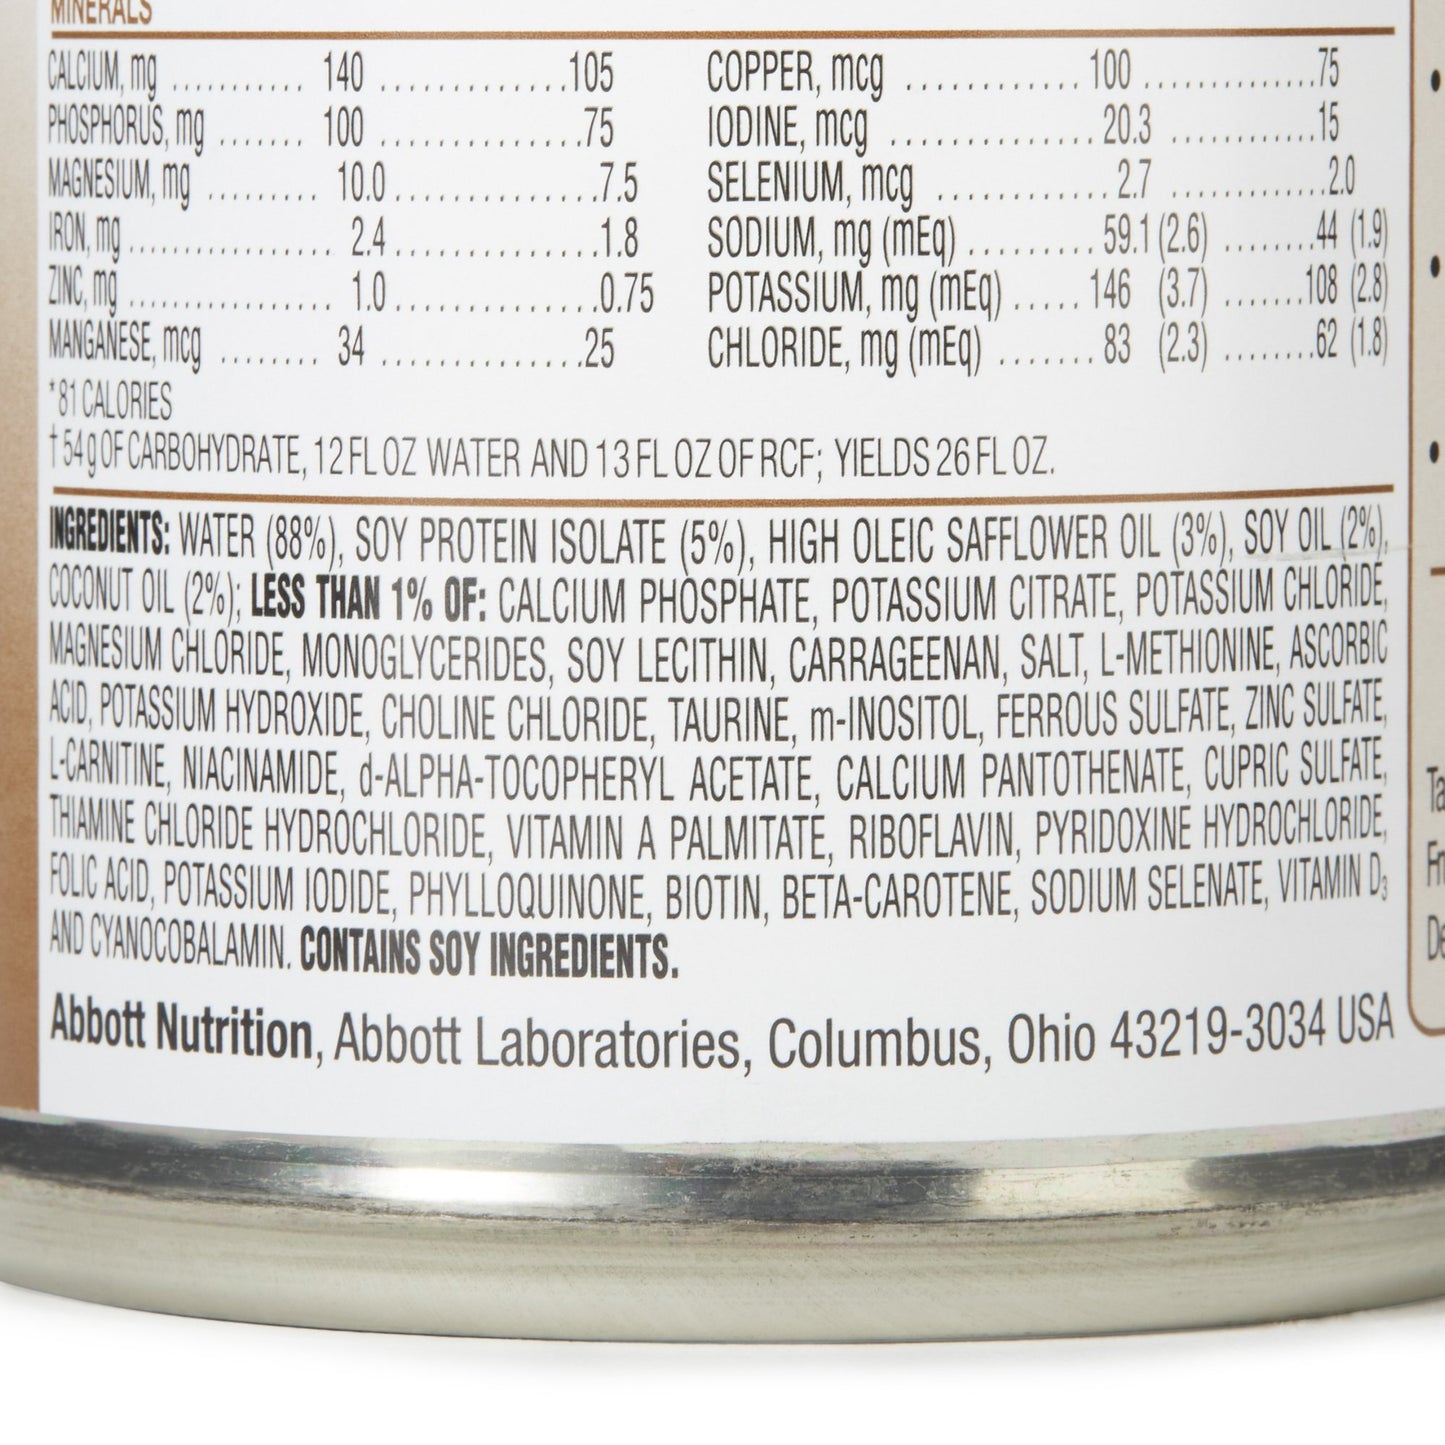 MINERALS
CALCIUM, mg ........... 140 ..............105 COPPER, mcg ............... 100 ..............75
PHOSPHORUS, mg ....... 100 ..............75 IODINE, mcg .............. 20.3 ............15
MAGNESIUM, mg ......... 10.0 ..............7.5 SELENIUM, mcg ............. 2.7 ............2.0
IRON, mg ............... 2.4 ...............1.8 SODIUM, mg (mEq) ......... 59.1 (2.6) ........44 (1.9)
ZINC, mg ............... 1.0 ...............0.75 POTASSIUM, mg (mEq) ..... 146 (3.7) .......108 (2.8)
MANGANESE, mcg ........ 34 ..............25 CHLORIDE, mg (mEq) ....... 83 (2.3) ........62 (1.8)
*81 CALORIES
†54 g OF CARBOHYDRATE, 12 FL OZ WATER AND 13 FL OZ OF RCF; YIELDS 26 FL OZ.
INGREDIENTS: WATER (88%), SOY PROTEIN ISOLATE (5%), HIGH OLEIC SAFFLOWER OIL (3%), SOY OIL (2%),
COCONUT OIL (2%); LESS THAN 1% OF: CALCIUM PHOSPHATE, POTASSIUM CITRATE, POTASSIUM CHLORIDE,
MAGNESIUM CHLORIDE, MONOGLYCERIDES, SOY LECITHIN, CARRAGEENAN, SALT, L-METHIONINE, ASCORBIC
ACID, POTASSIUM HYDROXIDE, CHOLINE CHLORIDE, TAURINE, m-INOSITOL, FERROUS SULFATE, ZINC SULFATE,
L-CARNITINE, NIACINAMIDE, d-ALPHA-TOCOPHERYL ACETATE, CALCIUM PANTOTHENATE, CUPRIC SULFATE,
THIAMINE CHLORIDE HYDROCHLORIDE, VITAMIN A PALMITATE, RIBOFLAVIN, PYRIDOXINE HYDROCHLORIDE,
FOLIC ACID, POTASSIUM IODIDE, PHYLLOQUINONE, BIOTIN, BETA-CAROTENE, SODIUM SELENATE, VITAMIN D₃
AND CYANOCOBALAMIN. CONTAINS SOY INGREDIENTS.
Abbott Nutrition, Abbott Laboratories, Columbus, Ohio 43219-3034 USA